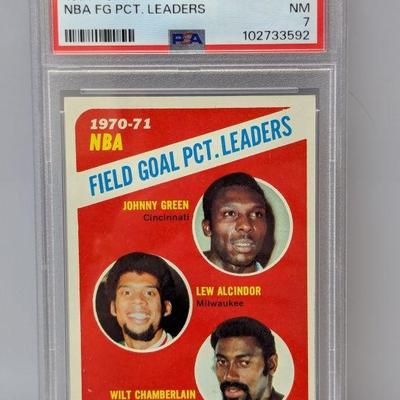 NBA FG PCT. LEADERS NM
7
PSA 102733592
1970-71
NBA
FIELD GOAL PCT. LEADERS
JOHNNY GREEN
Cincinnati
LEW ALCINDOR
Milwaukee
WILT CHAMBERLAIN